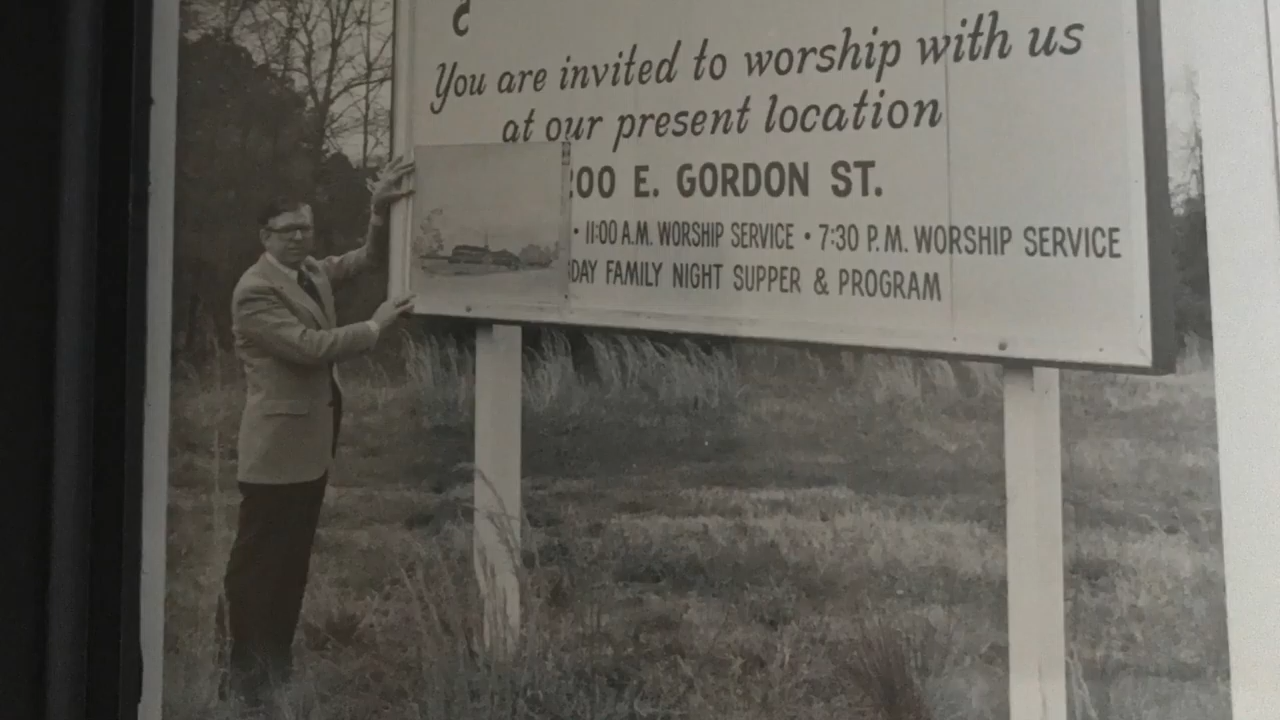 You are invited to worship with us
at our present location
00 E. GORDON ST.
• 11:00 A.M. WORSHIP SERVICE • 7:30 P.M. WORSHIP SERVICE
DAY FAMILY NIGHT SUPPER & PROGRAM